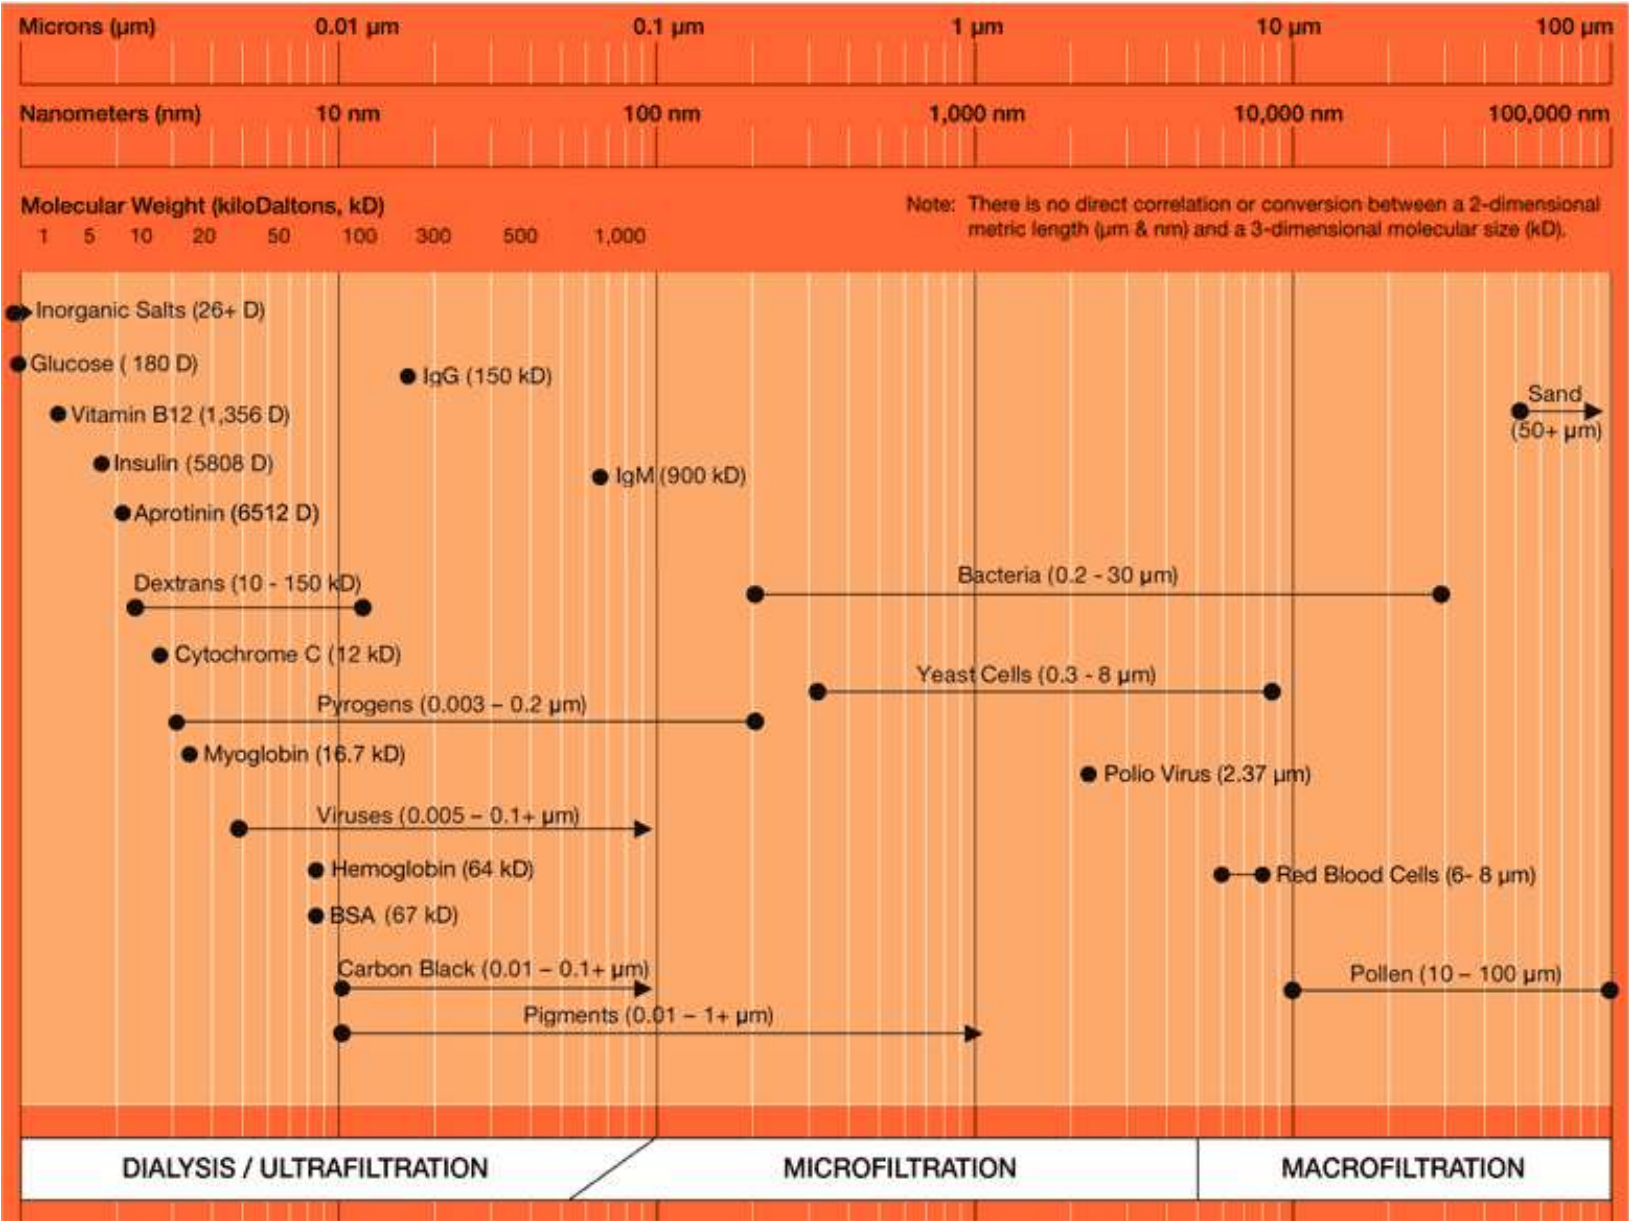 Microns (µm) 0.01 µm 0.1 µm 1 µm 10 µm 100 µm
Nanometers (nm) 10 nm 100 nm 1,000 nm 10,000 nm 100,000 nm
Molecular Weight (kiloDaltons, kD)
1 5 10 20 50 100 300 500 1,000
Note: There is no direct correlation or conversion between a 2-dimensional
metric length (µm & nm) and a 3-dimensional molecular size (kD).
Inorganic Salts (26+ D)
Glucose ( 180 D)
IgG (150 kD)
Sand
(50+ µm)
Vitamin B12 (1,356 D)
Insulin (5808 D)
IgM (900 kD)
Aprotinin (6512 D)
Dextrans (10 - 150 kD)
Bacteria (0.2 - 30 µm)
Cytochrome C (12 kD)
Yeast Cells (0.3 - 8 µm)
Pyrogens (0.003 – 0.2 µm)
Myoglobin (16.7 kD)
Polio Virus (2.37 µm)
Viruses (0.005 – 0.1+ µm)
Hemoglobin (64 kD)
Red Blood Cells (6- 8 µm)
BSA (67 kD)
Carbon Black (0.01 – 0.1+ µm)
Pollen (10 – 100 µm)
Pigments (0.01 – 1+ µm)
DIALYSIS / ULTRAFILTRATION MICROFILTRATION MACROFILTRATION